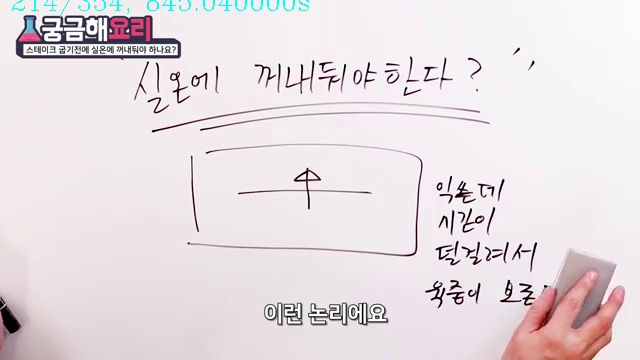 214/354, 845.040000s
궁금해요리
스테이크 굽기전에 실온에 꺼내둬야 하나요?
실온에 꺼내둬야한다?
익는데
시간이
덜걸려서
육즙이 보존
이런 논리에요